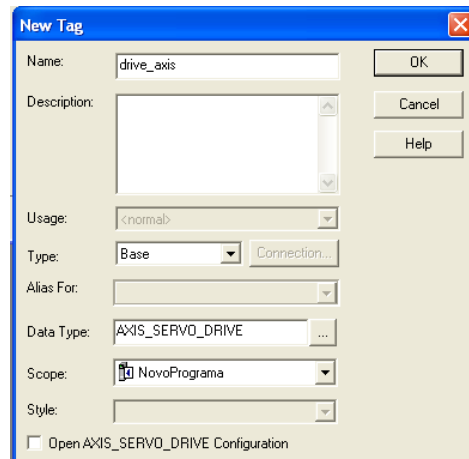 New Tag
Name: drive_axis OK
Description: Cancel
Help
Usage: <normal>
Type: Base Connection...
Alias For:
Data Type: AXIS_SERVO_DRIVE ...
Scope: NovoPrograma
Style:
Open AXIS_SERVO_DRIVE Configuration